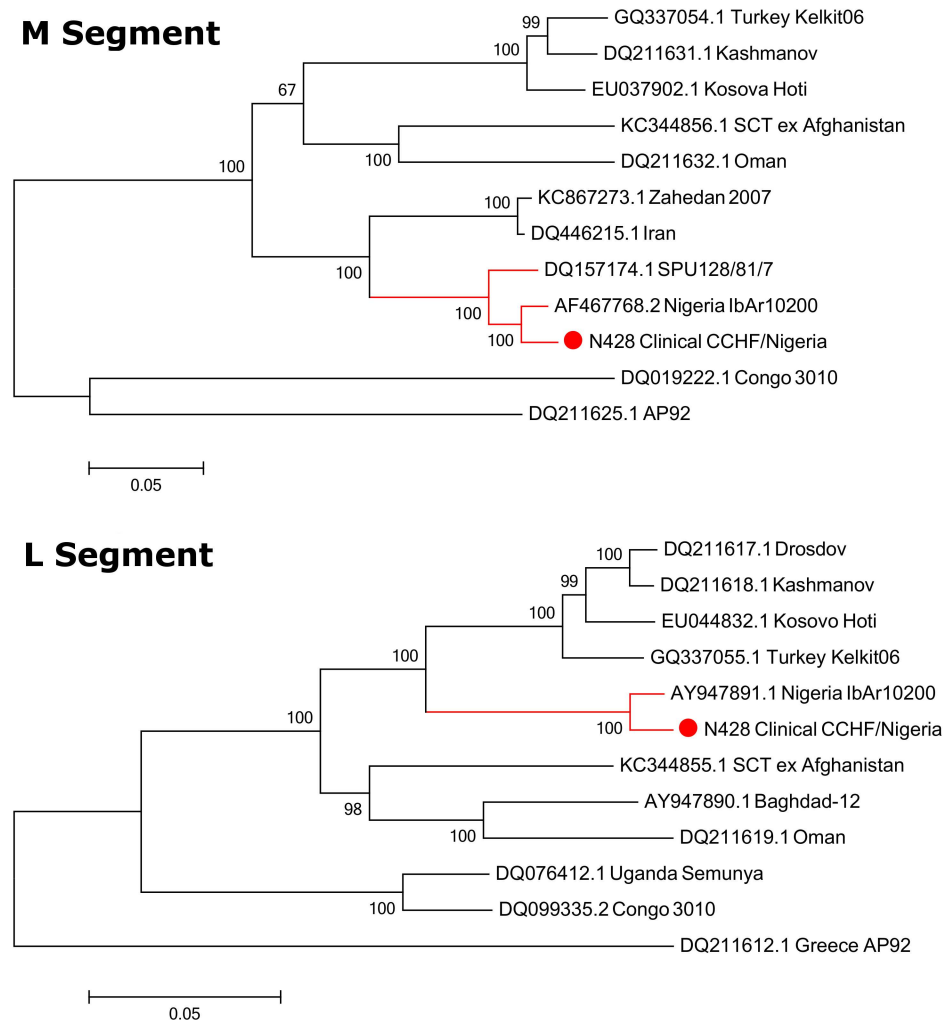 M Segment
99
GQ337054.1 Turkey Kelkit06
100
DQ211631.1 Kashmanov
EU037902.1 Kosova Hoti
67
KC344856.1 SCT ex Afghanistan
100
DQ211632.1 Oman
100
KC867273.1 Zahedan 2007
100
DQ446215.1 Iran
100
DQ157174.1 SPU128/81/7
100
AF467768.2 Nigeria IbAr10200
100
N428 Clinical CCHF/Nigeria
DQ019222.1 Congo 3010
DQ211625.1 AP92
0.05
L Segment
100
DQ211617.1 Drosdov
99
DQ211618.1 Kashmanov
100
EU044832.1 Kosovo Hoti
100
GQ337055.1 Turkey Kelkit06
AY947891.1 Nigeria IbAr10200
100
N428 Clinical CCHF/Nigeria
100
KC344855.1 SCT ex Afghanistan
98
AY947890.1 Baghdad-12
100
DQ211619.1 Oman
DQ076412.1 Uganda Semunya
100
DQ099335.2 Congo 3010
DQ211612.1 Greece AP92
0.05